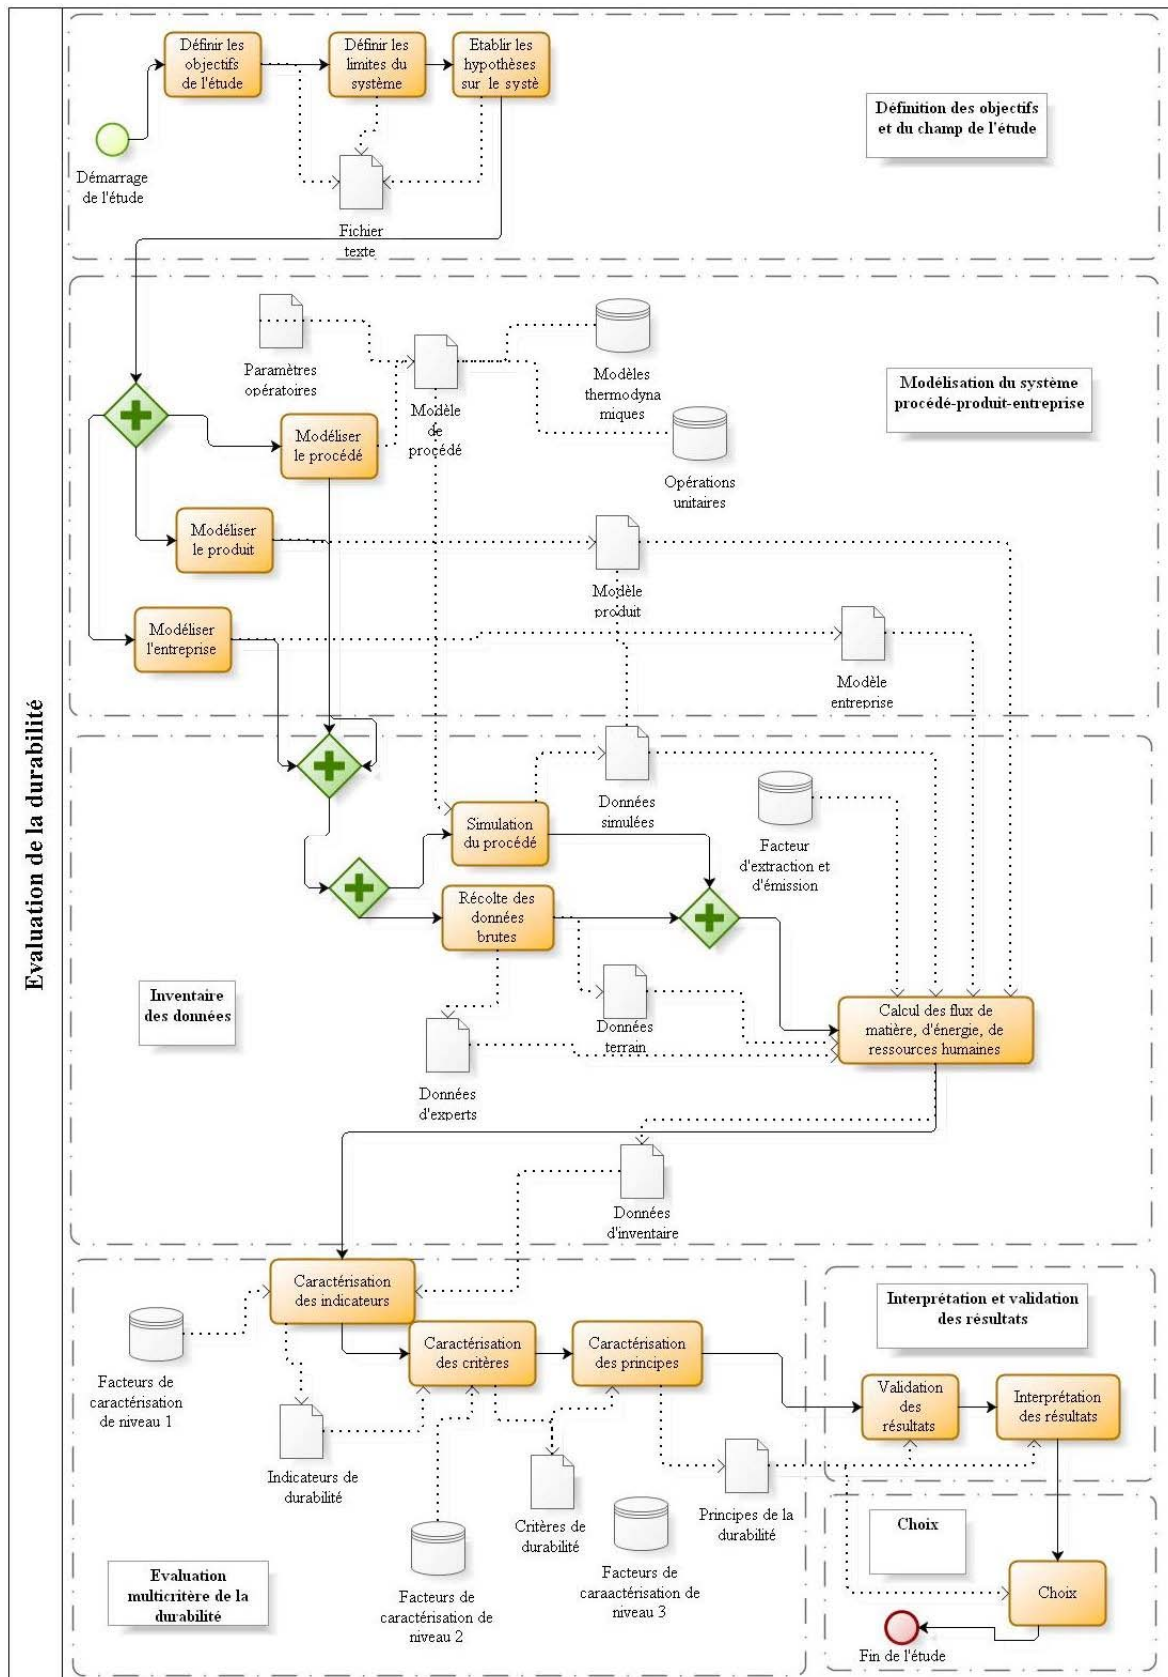 Evaluation de la durabilité
Définir les
objectifs
de l'étude
Définir les
limites du
système
Etablir les
hypothèses
sur le systè
Définition des objectifs
et du champ de l'étude
Démarrage
de l'étude
Fichier
texte
Paramètres
opératoires
Modèle
de
procédé
Modèles
thermodyna
miques
Modélisation du système
procédé-produit-entreprise
Modéliser
le procédé
Opérations
unitaires
Modéliser
le produit
Modèle
produit
Modéliser
l'entreprise
Modèle
entreprise
Données
simulées
Simulation
du procédé
Facteur
d'extraction et
d'émission
Récolte des
données
brutes
Inventaire
des données
Données
terrain
Calcul des flux de
matière, d'énergie, de
ressources humaines
Données
d'experts
Données
d'inventaire
Caractérisation
des indicateurs
Interprétation et validation
des résultats
Facteurs de
caractérisation
de niveau 1
Caractérisation
des critères
Caractérisation
des principes
Validation
des
résultats
Interprétation
des résultats
Indicateurs de
durabilité
Critères de
durabilité
Principes de la
durabilité
Choix
Evaluation
multicritère de la
durabilité
Facteurs de
caractérisation de
niveau 2
Facteurs de
caraactérisation de
niveau 3
Choix
Fin de l'étude